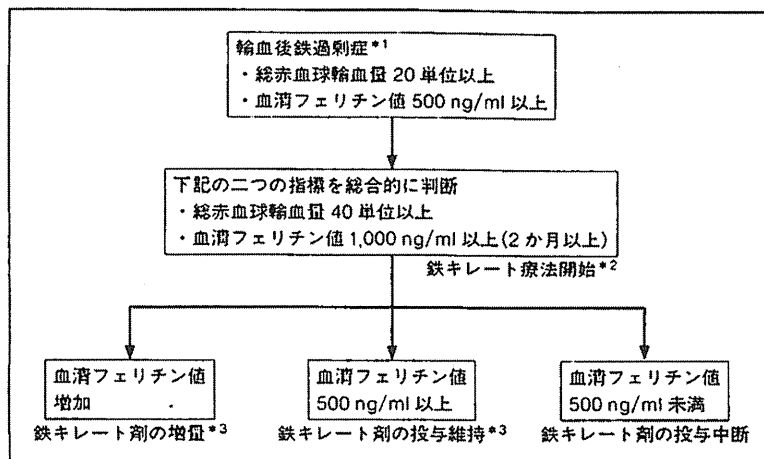 輸血後鉄過剰症*1
・総赤血球輸血量 20 単位以上
・血清フェリチン値 500 ng/ml 以上
下記の二つの指標を総合的に判断
・総赤血球輸血量 40 単位以上
・血清フェリチン値 1,000 ng/ml 以上(2 か月以上)
鉄キレート療法開始*2
血清フェリチン値
増加
鉄キレート剤の増量*3
血清フェリチン値
500 ng/ml 以上
鉄キレート剤の投与維持*3
血清フェリチン値
500 ng/ml 未満
鉄キレート剤の投与中断